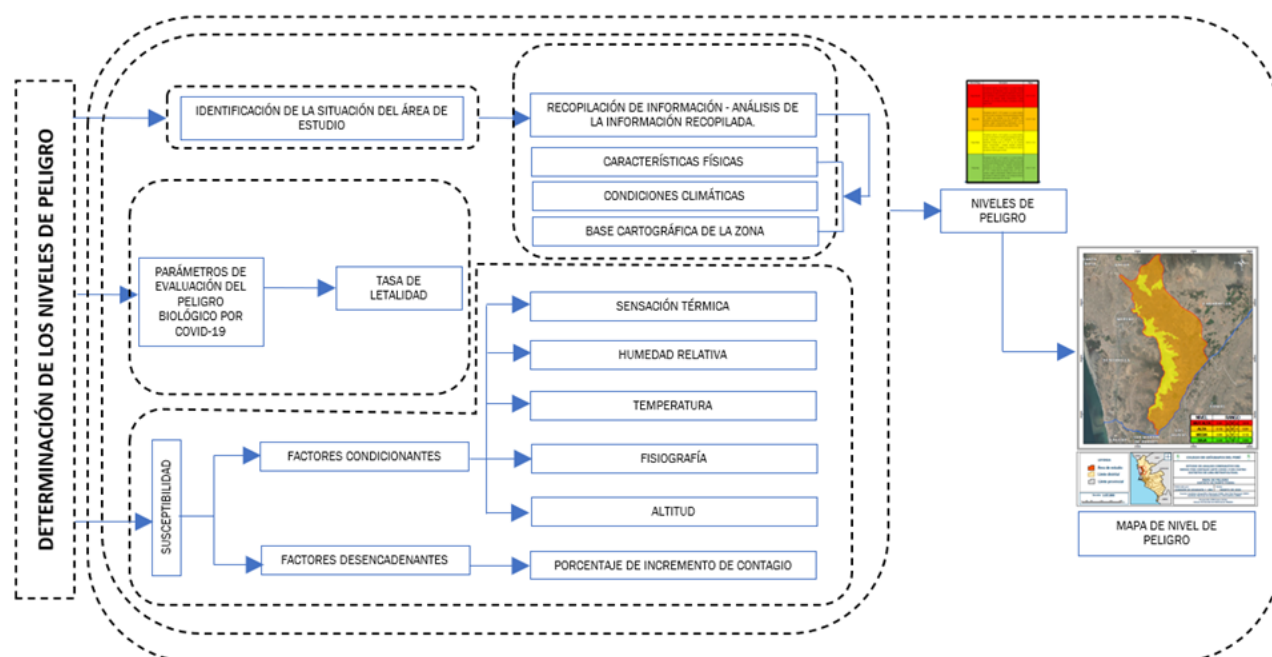 DETERMINACIÓN DE LOS NIVELES DE PELIGRO
IDENTIFICACIÓN DE LA SITUACIÓN DEL ÁREA DE
ESTUDIO
RECOPILACIÓN DE INFORMACIÓN - ANÁLISIS DE
LA INFORMACIÓN RECOPILADA.
CARACTERÍSTICAS FÍSICAS
CONDICIONES CLIMÁTICAS
BASE CARTOGRÁFICA DE LA ZONA
PARÁMETROS DE
EVALUACIÓN DEL
PELIGRO
BIOLÓGICO POR
COVID-19
TASA DE
LETALIDAD
SUSCEPTIBILIDAD
FACTORES CONDICIONANTES
SENSACIÓN TÉRMICA
HUMEDAD RELATIVA
TEMPERATURA
FISIOGRAFÍA
ALTITUD
FACTORES DESENCADENANTES
PORCENTAJE DE INCREMENTO DE CONTAGIO
NIVELES DE
PELIGRO
MAPA DE NIVEL DE
PELIGRO